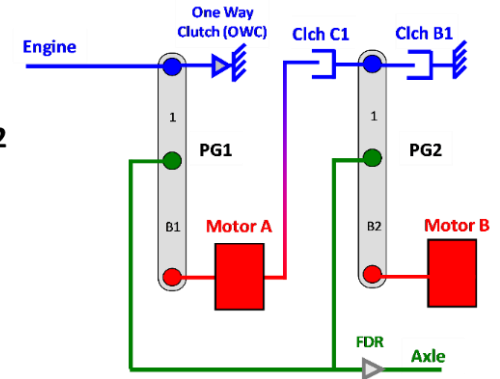 One Way
Clutch (OWC)
Engine
Clch C1
Clch B1
1
1
2
PG1
PG2
B1
Motor A
B2
Motor B
FDR
Axle